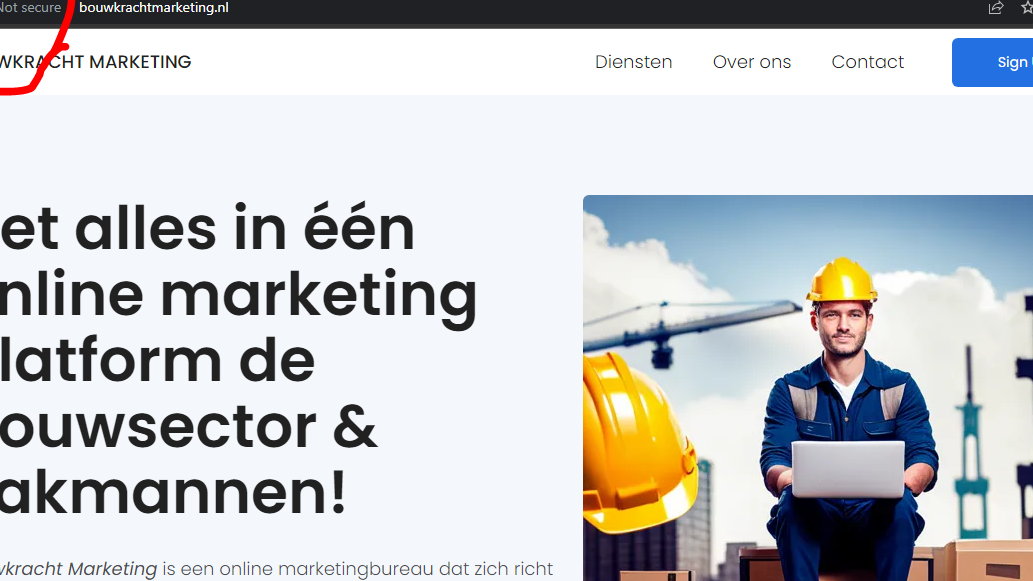 Not secure bouwkrachtmarketing.nl
WKRACHT MARKETING
Diensten Over ons Contact Sign
et alles in één
nline marketing
latform de
ouwsector &
akmannen!
wkracht Marketing is een online marketingbureau dat zich richt